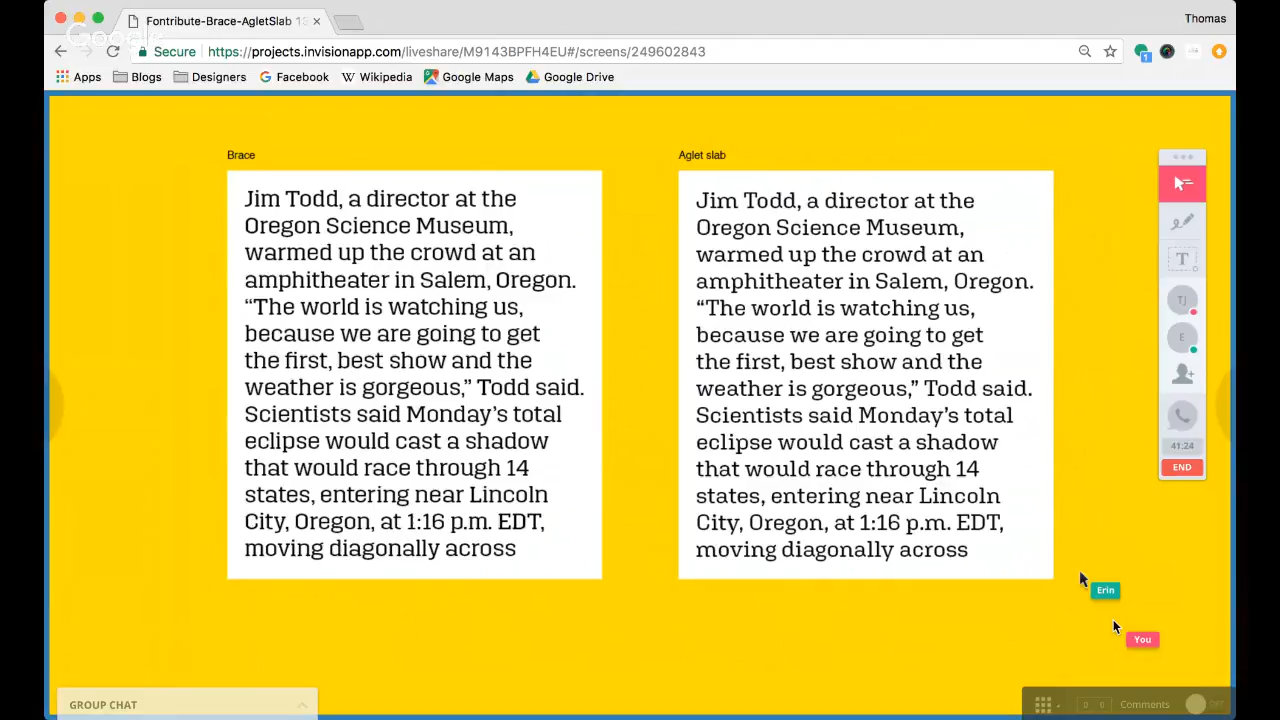 Fontribute-Brace-AgletSlab 13
Thomas
Google
Secure https://projects.invisionapp.com/liveshare/M9143BPFH4EU#/screens/249602843
1
Apps Blogs Designers Facebook Wikipedia Google Maps Google Drive
Brace
Jim Todd, a director at the
Oregon Science Museum,
warmed up the crowd at an
amphitheater in Salem, Oregon.
“The world is watching us,
because we are going to get
the first, best show and the
weather is gorgeous,” Todd said.
Scientists said Monday’s total
eclipse would cast a shadow
that would race through 14
states, entering near Lincoln
City, Oregon, at 1:16 p.m. EDT,
moving diagonally across
Aglet slab
Jim Todd, a director at the
Oregon Science Museum,
warmed up the crowd at an
amphitheater in Salem, Oregon.
“The world is watching us,
because we are going to get
the first, best show and the
weather is gorgeous,” Todd said.
Scientists said Monday’s total
eclipse would cast a shadow
that would race through 14
states, entering near Lincoln
City, Oregon, at 1:16 p.m. EDT,
moving diagonally across
T
TJ
E
41:24
END
Erin
You
GROUP CHAT
0 0 Comments Off